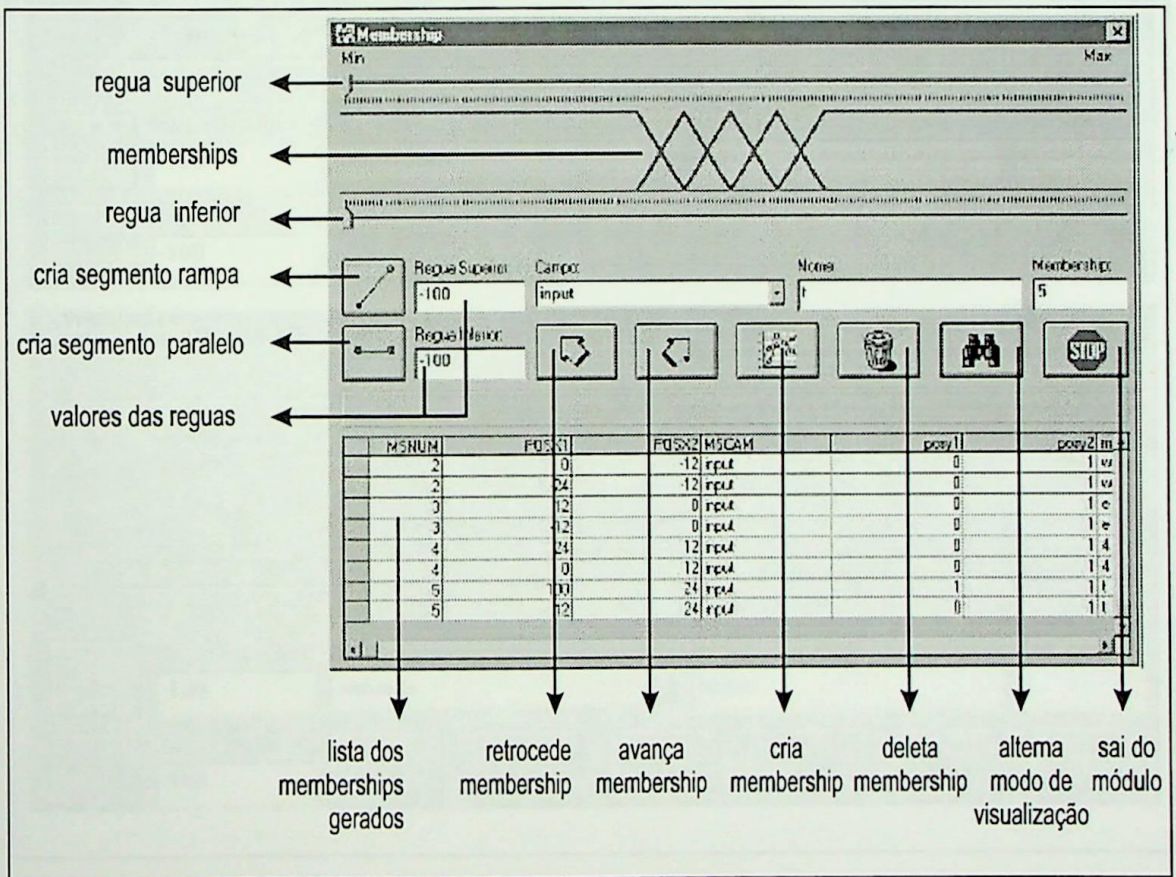 Membership
Min Max
regua superior
memberships
regua inferior
cria segmento rampa
Regua Superior: Campo: Nome: Membership:
-100 input t 5
cria segmento paralelo
Regua Inferior:
-100
STOP
valores das reguas
MSNUM POSX1 POSX2 MSCAM posy1 posy2
2 0 -12 input 0 1 w
2 -24 -12 input 0 1 w
3 12 0 input 0 1 e
3 -12 0 input 0 1 e
4 24 12 input 0 1 4
4 0 12 input 0 1 4
5 100 24 input 1 1 t
5 12 24 input 0 1 t
lista dos memberships gerados
retrocede membership
avança membership
cria membership
deleta membership
alterna modo de visualização
sai do módulo